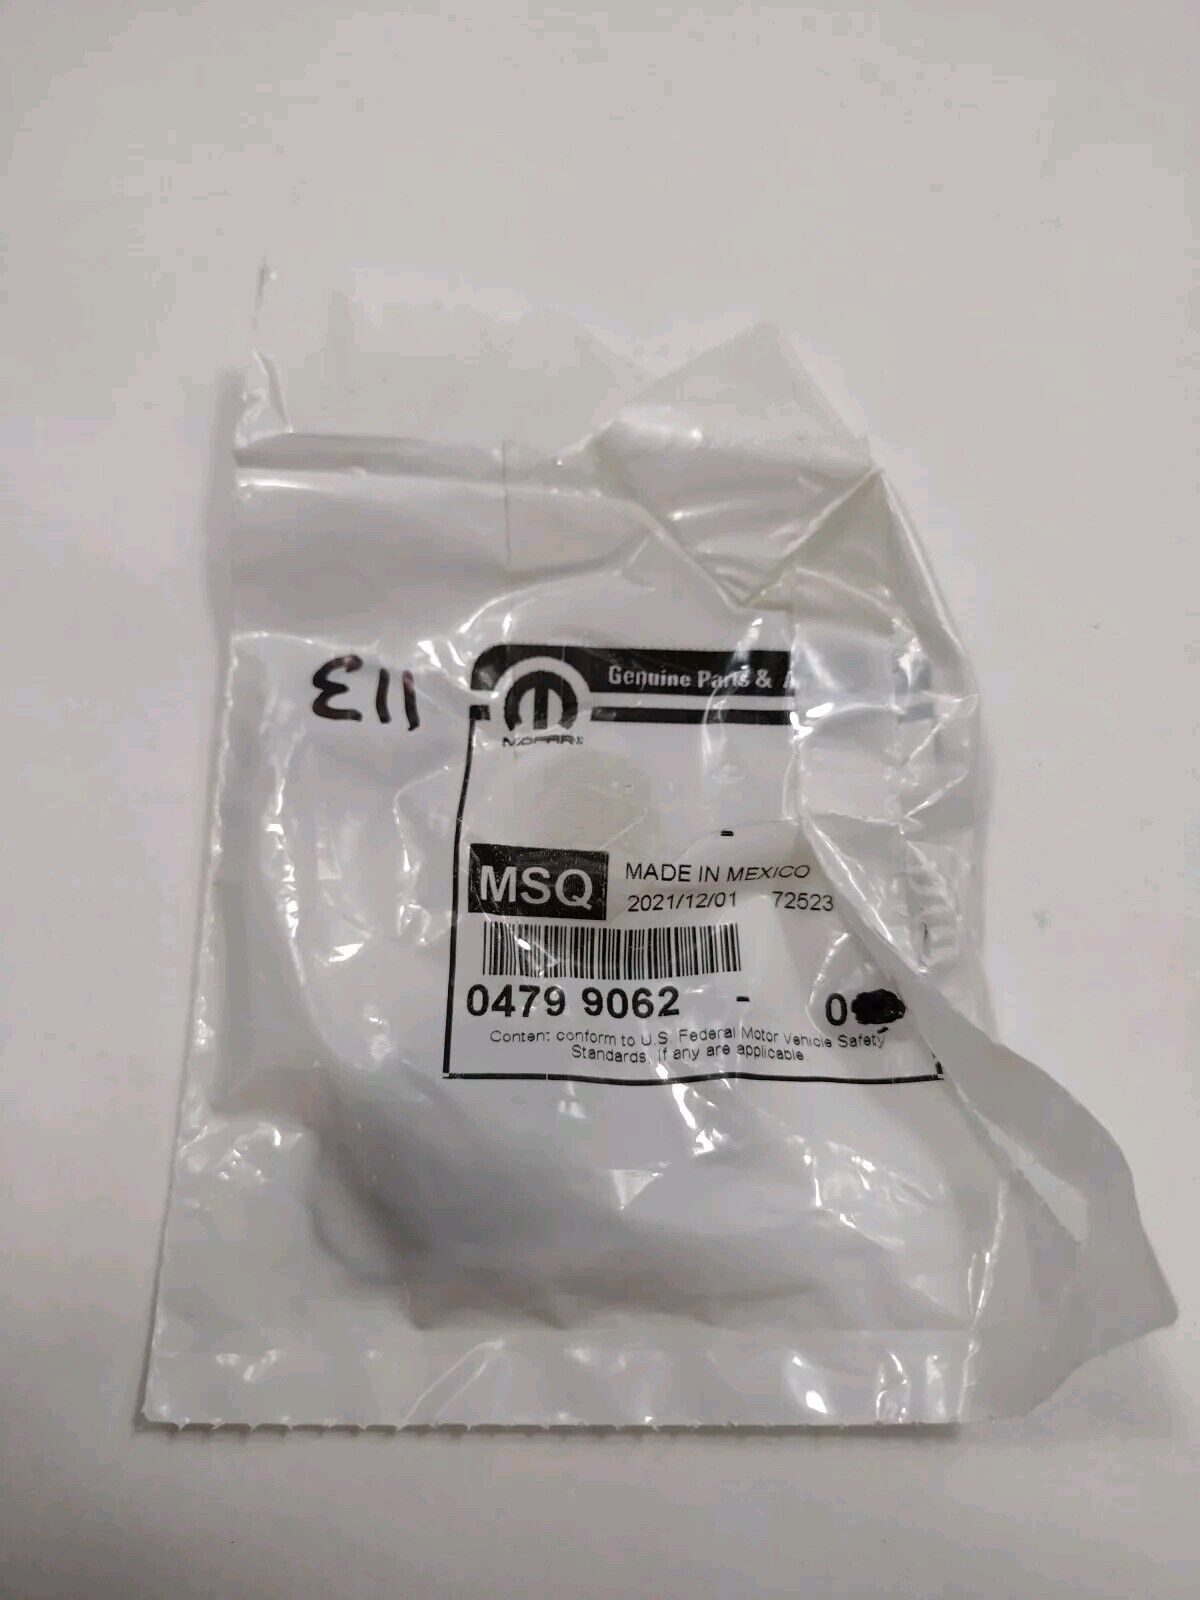 113
Genuine Parts &
MOPAR
MSQ
MADE IN MEXICO
2021/12/01 72523
0479 9062 - 0
Content conform to U.S. Federal Motor Vehicle Safety
Standards, if any are applicable